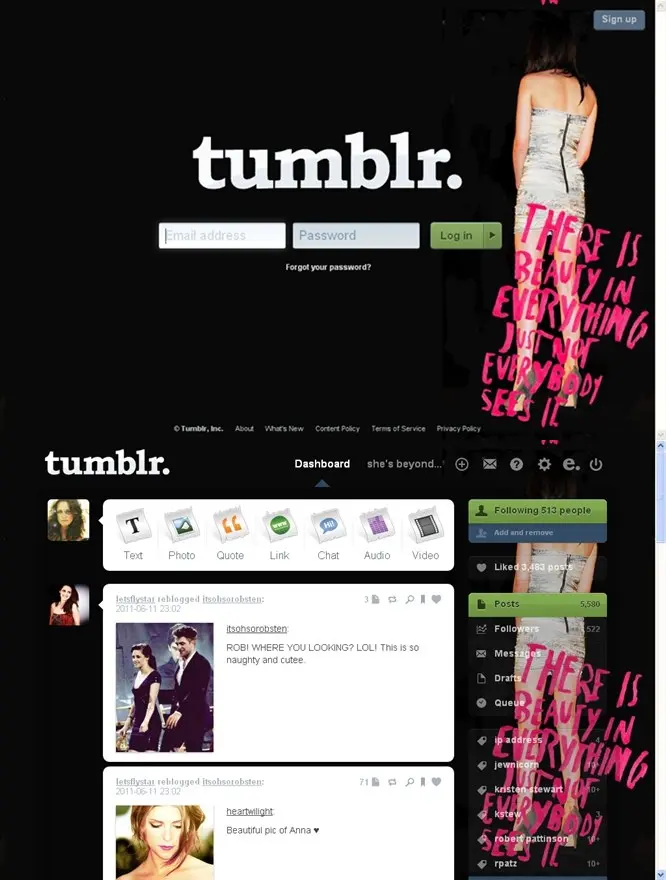 Sign up
tumblr.
Email address
Password
Log in
Forgot your password?
THERE IS
BEAUTY IN
EVERYTHING
JUST NOT
EVERYBODY
SEES IT
© Tumblr, Inc. About What's New Content Policy Terms of Service Privacy Policy
tumblr.
Dashboard she's beyond...
Text Photo Quote Link Chat Audio Video
letsflystar reblogged itsohsorobsten: 3
2011-06-11 23:02
itsohsorobsten:
ROB! WHERE YOU LOOKING? LOL! This is so
naughty and cutee.
letsflystar reblogged itsohsorobsten: 71
2011-06-11 23:02
heartwilight:
Beautiful pic of Anna ♥
Following 513 people
Add and remove
Liked 3,483 posts
Posts 5,580
Followers 522
Messages
Drafts
Queue
ip address 4
jewnicorn 10+
kristen stewart 10+
kstew 3
robert pattinson 10+
rpatz 10+
THERE IS
BEAUTY IN
EVERYTHING
JUST NOT
EVERYBODY
SEES IT